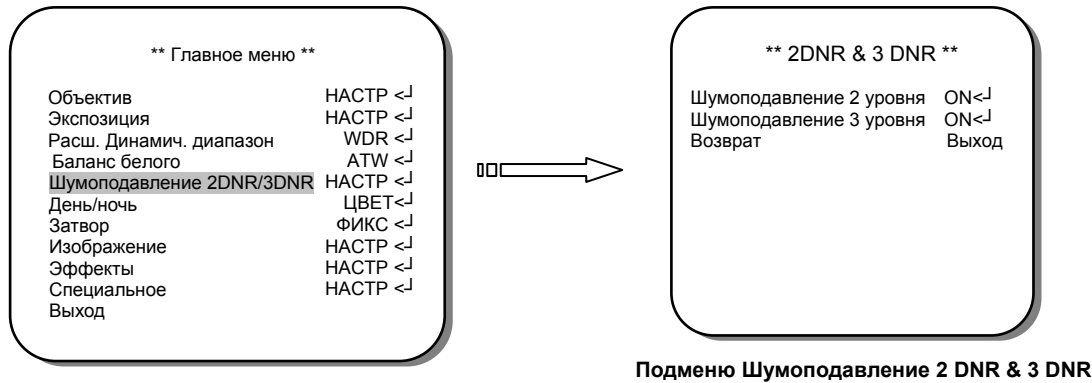 ** Главное меню **
Объектив НАСТР <┘
Экспозиция НАСТР <┘
Расш. Динамич. диапазон WDR <┘
Баланс белого ATW <┘
Шумоподавление 2DNR/3DNR НАСТР <┘
День/ночь ЦВЕТ<┘
Затвор ФИКС <┘
Изображение НАСТР <┘
Эффекты НАСТР <┘
Специальное НАСТР <┘
Выход
** 2DNR & 3 DNR **
Шумоподавление 2 уровня ON<┘
Шумоподавление 3 уровня ON<┘
Возврат Выход
Подменю Шумоподавление 2 DNR & 3 DNR